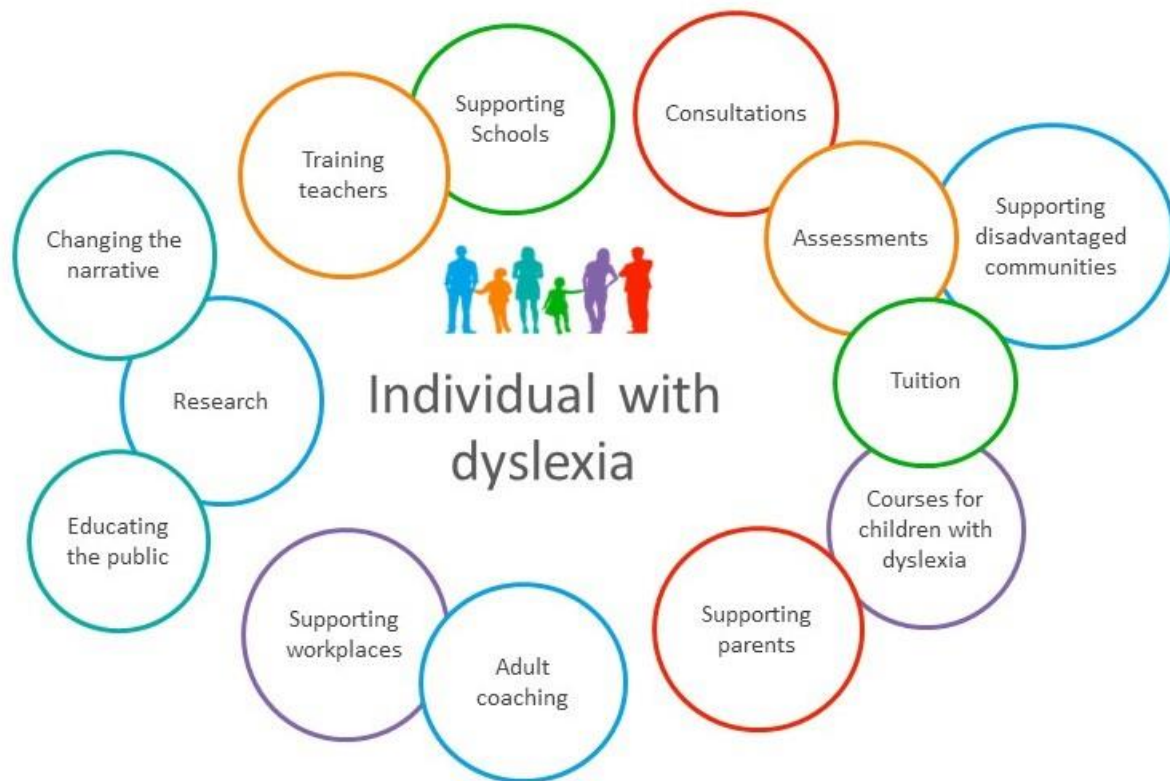 Supporting
Schools
Consultations
Training
teachers
Supporting
disadvantaged
communities
Assessments
Changing the
narrative
Individual with
dyslexia
Tuition
Research
Courses for
children with
dyslexia
Educating
the public
Supporting
workplaces
Adult
coaching
Supporting
parents